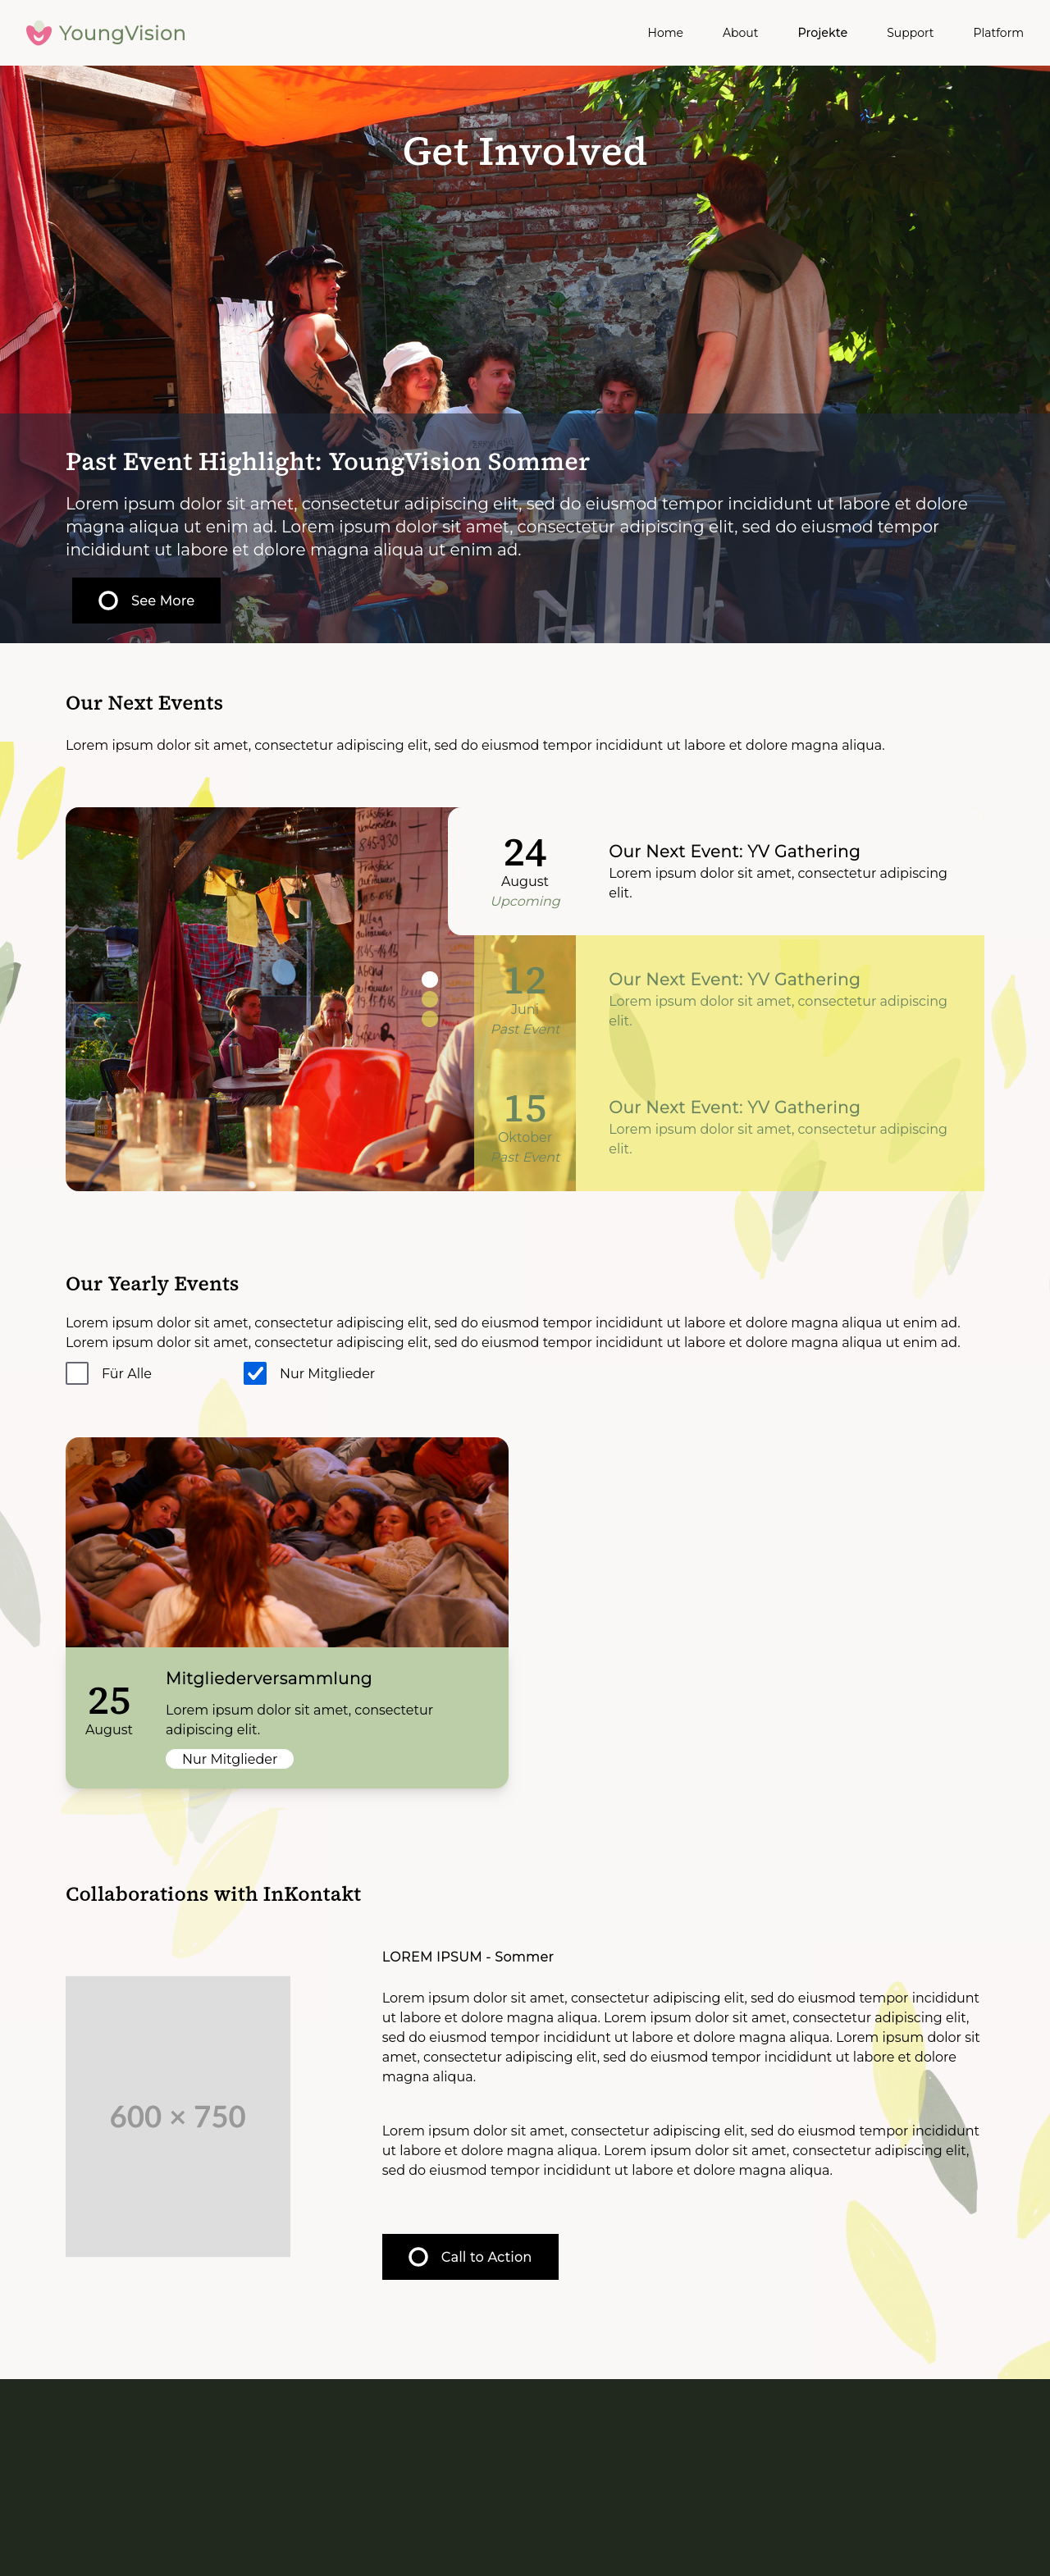 YoungVision
Home About Projekte Support Platform
Get Involved
Past Event Highlight: YoungVision Sommer
Lorem ipsum dolor sit amet, consectetur adipiscing elit, sed do eiusmod tempor incididunt ut labore et dolore
magna aliqua ut enim ad. Lorem ipsum dolor sit amet, consectetur adipiscing elit, sed do eiusmod tempor
incididunt ut labore et dolore magna aliqua ut enim ad.
See More
Our Next Events
Lorem ipsum dolor sit amet, consectetur adipiscing elit, sed do eiusmod tempor incididunt ut labore et dolore magna aliqua.
24
August
Upcoming
Our Next Event: YV Gathering
Lorem ipsum dolor sit amet, consectetur adipiscing
elit.
12
Juni
Past Event
Our Next Event: YV Gathering
Lorem ipsum dolor sit amet, consectetur adipiscing
elit.
15
Oktober
Past Event
Our Next Event: YV Gathering
Lorem ipsum dolor sit amet, consectetur adipiscing
elit.
Our Yearly Events
Lorem ipsum dolor sit amet, consectetur adipiscing elit, sed do eiusmod tempor incididunt ut labore et dolore magna aliqua ut enim ad.
Lorem ipsum dolor sit amet, consectetur adipiscing elit, sed do eiusmod tempor incididunt ut labore et dolore magna aliqua ut enim ad.
Für Alle
Nur Mitglieder
25
August
Mitgliederversammlung
Lorem ipsum dolor sit amet, consectetur
adipiscing elit.
Nur Mitglieder
Collaborations with InKontakt
600 × 750
LOREM IPSUM - Sommer
Lorem ipsum dolor sit amet, consectetur adipiscing elit, sed do eiusmod tempor incididunt
ut labore et dolore magna aliqua. Lorem ipsum dolor sit amet, consectetur adipiscing elit,
sed do eiusmod tempor incididunt ut labore et dolore magna aliqua. Lorem ipsum dolor sit
amet, consectetur adipiscing elit, sed do eiusmod tempor incididunt ut labore et dolore
magna aliqua.
Lorem ipsum dolor sit amet, consectetur adipiscing elit, sed do eiusmod tempor incididunt
ut labore et dolore magna aliqua. Lorem ipsum dolor sit amet, consectetur adipiscing elit,
sed do eiusmod tempor incididunt ut labore et dolore magna aliqua.
Call to Action